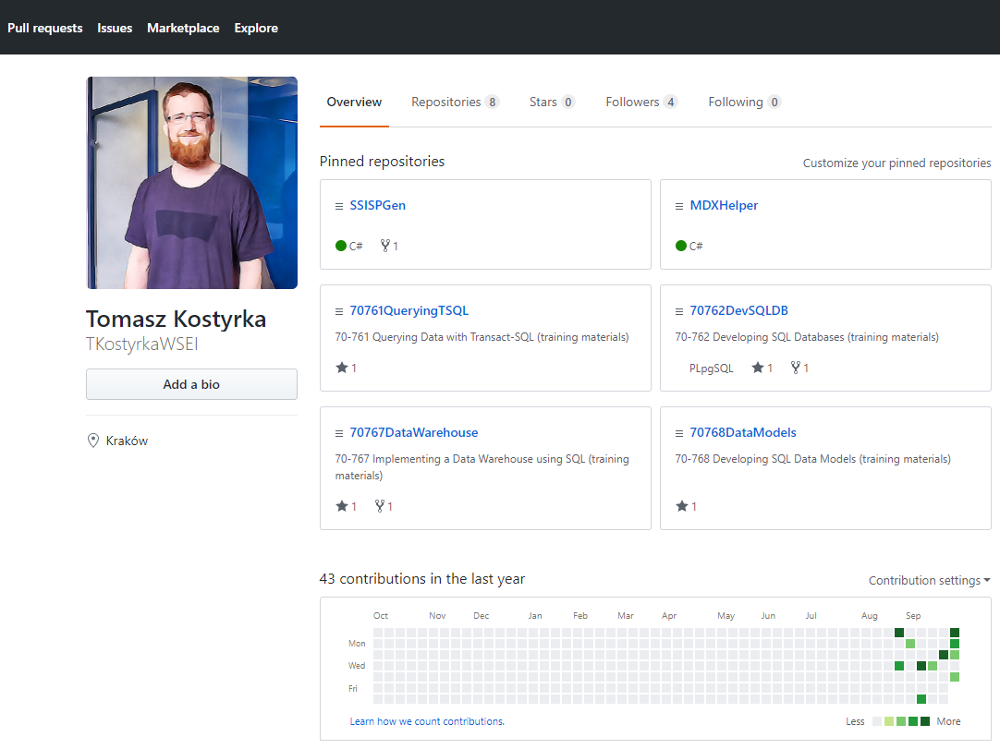 Pull requests Issues Marketplace Explore
Overview Repositories 8 Stars 0 Followers 4 Following 0
Tomasz Kostyrka
TKostyrkaWSEI
Add a bio
Kraków
Pinned repositories Customize your pinned repositories
SSISPGen
C# 1
MDXHelper
C#
70761QueryingTSQL
70-761 Querying Data with Transact-SQL (training materials)
1
70762DevSQLDB
70-762 Developing SQL Databases (training materials)
PLpgSQL 1 1
70767DataWarehouse
70-767 Implementing a Data Warehouse using SQL (training
materials)
1 1
70768DataModels
70-768 Developing SQL Data Models (training materials)
1
43 contributions in the last year Contribution settings
Oct Nov Dec Jan Feb Mar Apr May Jun Jul Aug Sep
Mon
Wed
Fri
Learn how we count contributions. Less More